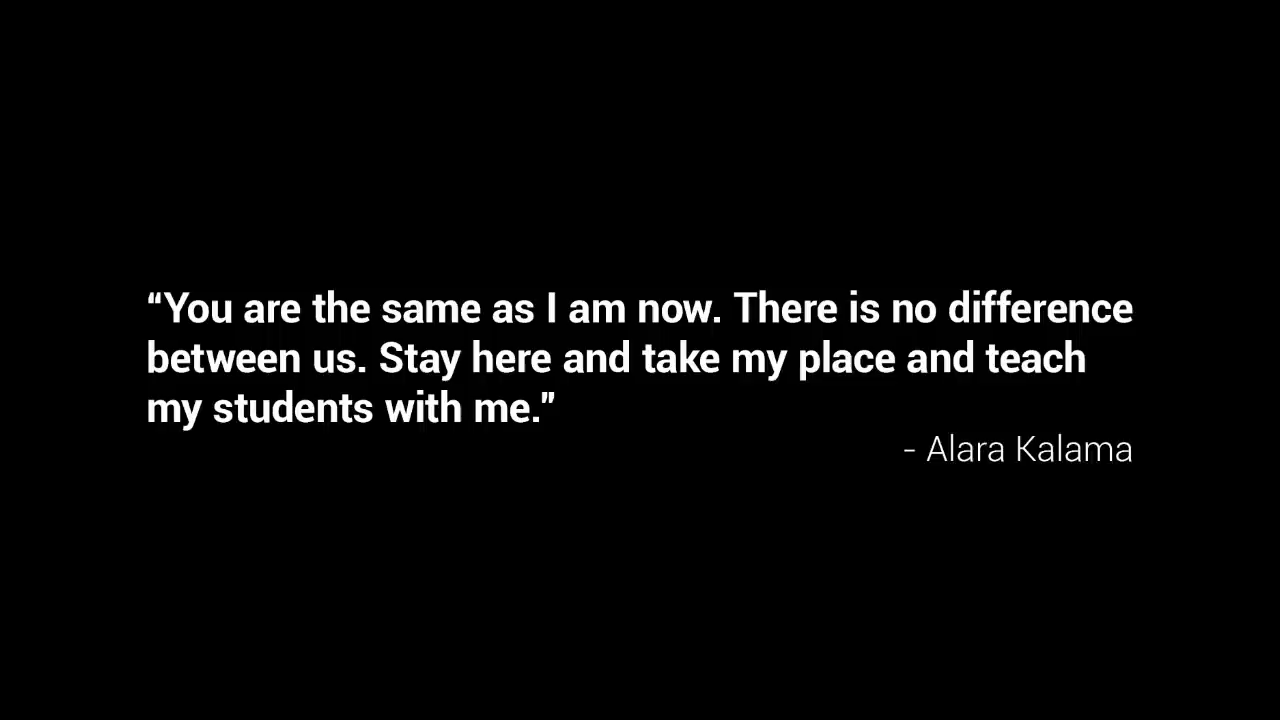 “You are the same as I am now. There is no difference
between us. Stay here and take my place and teach
my students with me.”
- Alara Kalama